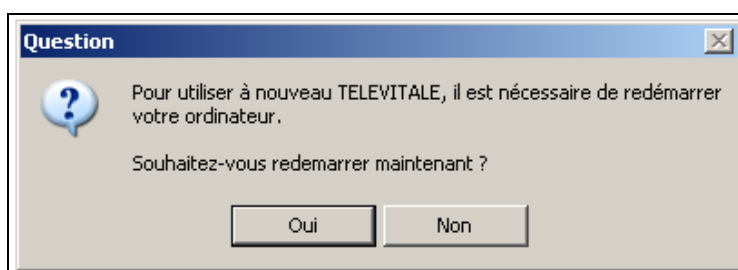 Question
Pour utiliser à nouveau TELEVITALE, il est nécessaire de redémarrer
votre ordinateur.
Souhaitez-vous redemarrer maintenant ?
Oui
Non